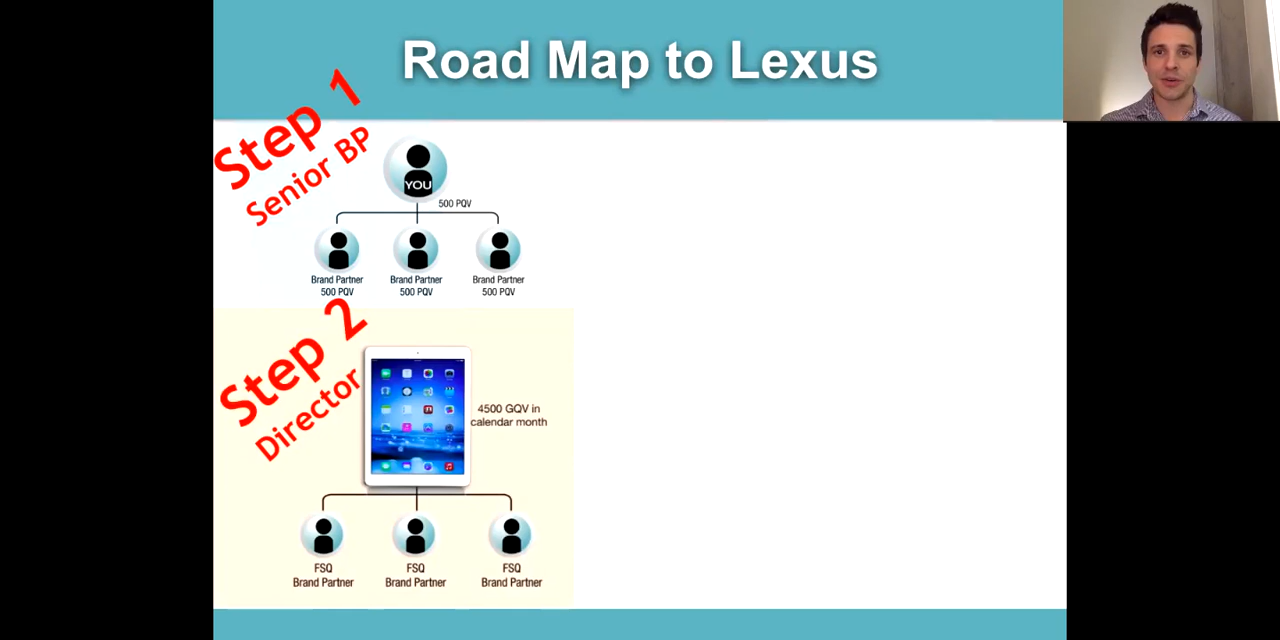 Road Map to Lexus
Step 1
Senior BP
YOU
500 PQV
Brand Partner
500 PQV
Brand Partner
500 PQV
Brand Partner
500 PQV
Step 2
Director
4500 GQV in
calendar month
FSQ
Brand Partner
FSQ
Brand Partner
FSQ
Brand Partner